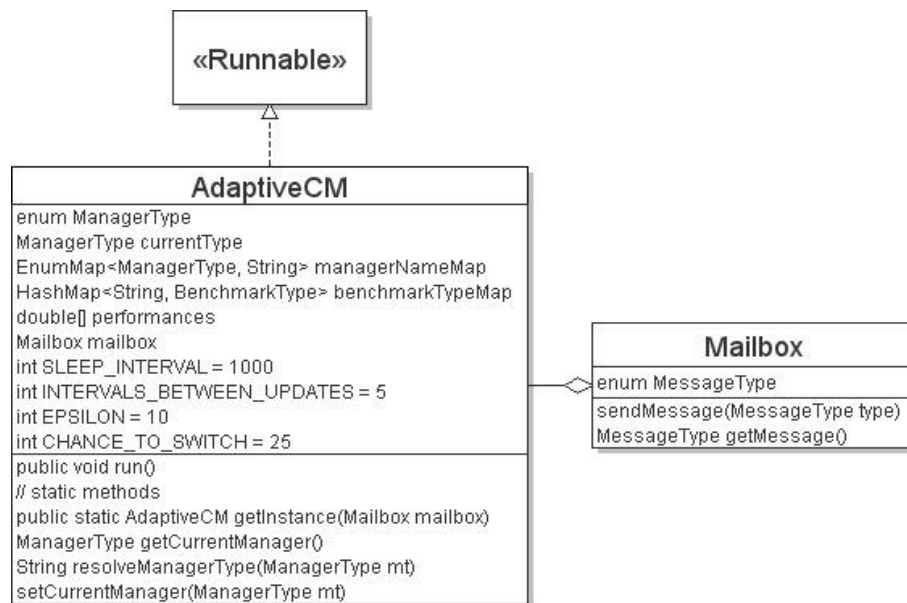 «Runnable»
AdaptiveCM
enum ManagerType
ManagerType currentType
EnumMap<ManagerType, String> managerNameMap
HashMap<String, BenchmarkType> benchmarkTypeMap
double[] performances
Mailbox mailbox
int SLEEP_INTERVAL = 1000
int INTERVALS_BETWEEN_UPDATES = 5
int EPSILON = 10
int CHANCE_TO_SWITCH = 25
public void run()
// static methods
public static AdaptiveCM getInstance(Mailbox mailbox)
ManagerType getCurrentManager()
String resolveManagerType(ManagerType mt)
setCurrentManager(ManagerType mt)
Mailbox
enum MessageType
sendMessage(MessageType type)
MessageType getMessage()